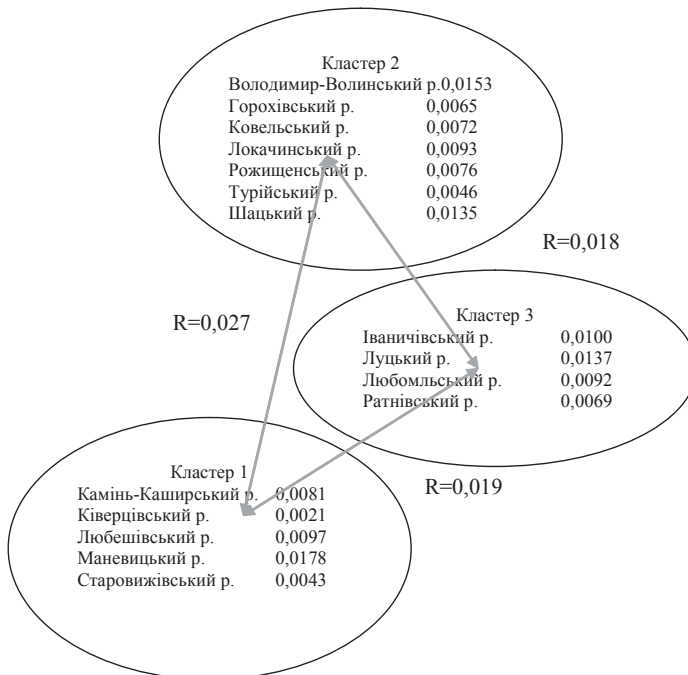 Кластер 2
Володимир-Волинський р.0,0153
Горохівський р. 0,0065
Ковельський р. 0,0072
Локачинський р. 0,0093
Рожищенський р. 0,0076
Турійський р. 0,0046
Шацький р. 0,0135
R=0,018
R=0,027
Кластер 3
Іваничівський р. 0,0100
Луцький р. 0,0137
Любомльський р. 0,0092
Ратнівський р. 0,0069
Кластер 1
Камінь-Каширський р. 0,0081
Ківерцівський р. 0,0021
Любешівський р. 0,0097
Маневицький р. 0,0178
Старовижівський р. 0,0043
R=0,019